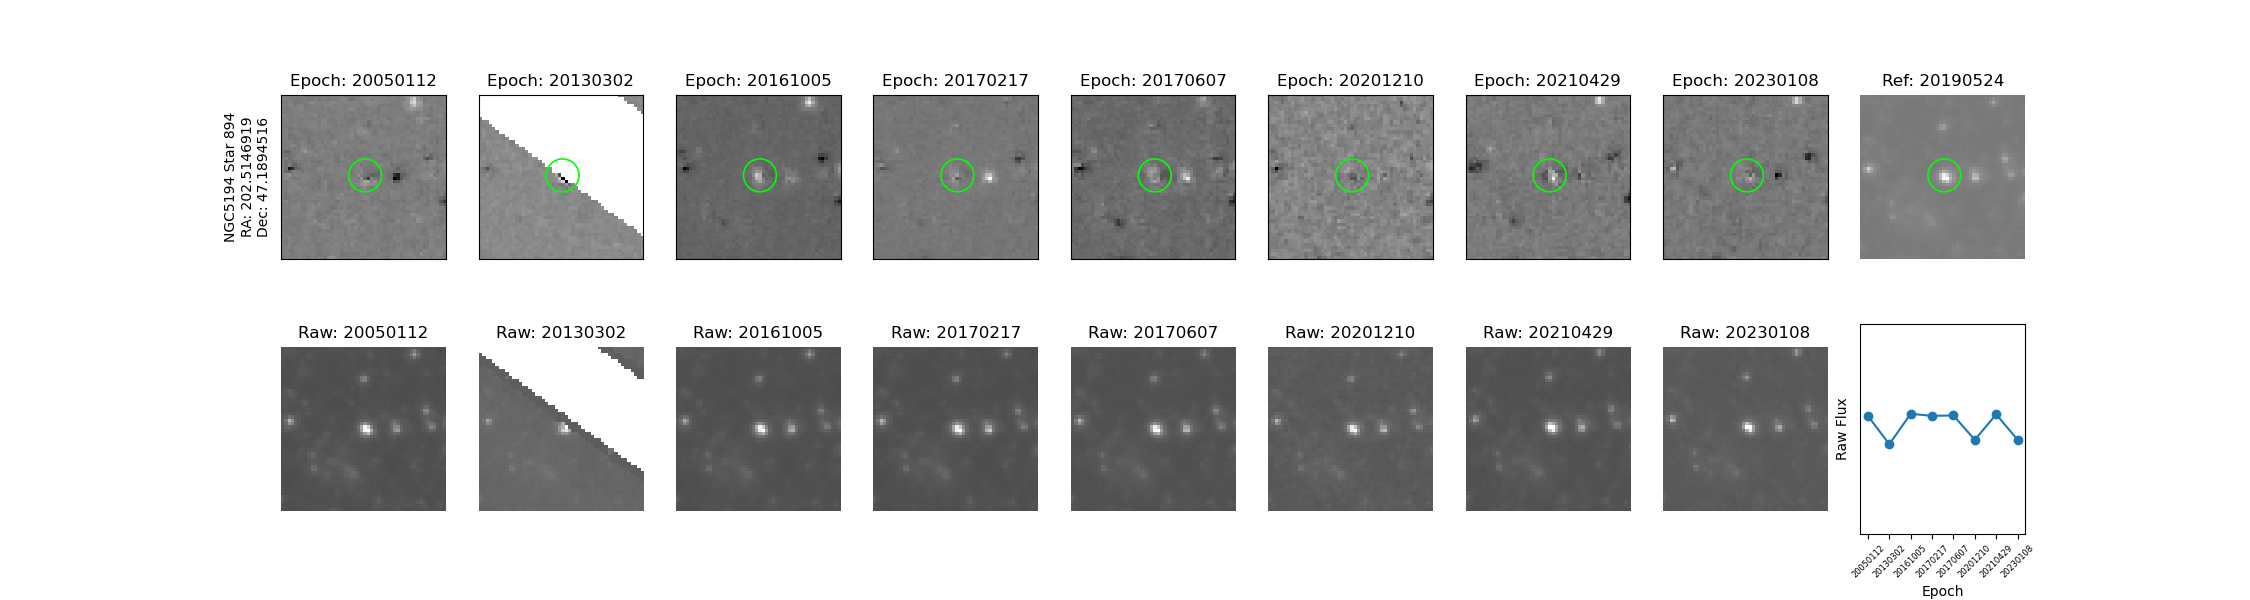 NGC5194 Star 894
RA: 202.5146919
Dec: 47.1894516
Epoch: 20050112
Epoch: 20130302
Epoch: 20161005
Epoch: 20170217
Epoch: 20170607
Epoch: 20201210
Epoch: 20210429
Epoch: 20230108
Ref: 20190524
Raw: 20050112
Raw: 20130302
Raw: 20161005
Raw: 20170217
Raw: 20170607
Raw: 20201210
Raw: 20210429
Raw: 20230108
Raw Flux
20050112
20130302
20161005
20170217
20170607
20201210
20210429
20230108
Epoch